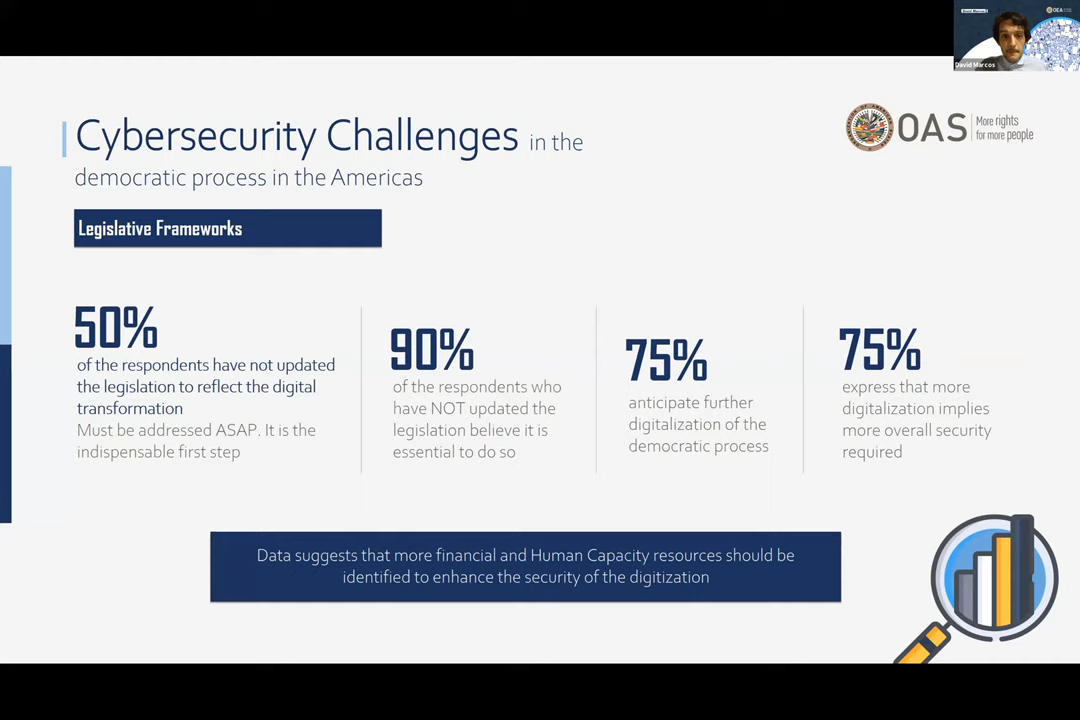 David Marcos
OEA
David Marcos
Cybersecurity Challenges in the
democratic process in the Americas
OAS
More rights
for more people
Legislative Frameworks
50%
of the respondents have not updated
the legislation to reflect the digital
transformation
Must be addressed ASAP. It is the
indispensable first step
90%
of the respondents who
have NOT updated the
legislation believe it is
essential to do so
75%
anticipate further
digitalization of the
democratic process
75%
express that more
digitalization implies
more overall security
required
Data suggests that more financial and Human Capacity resources should be
identified to enhance the security of the digitization